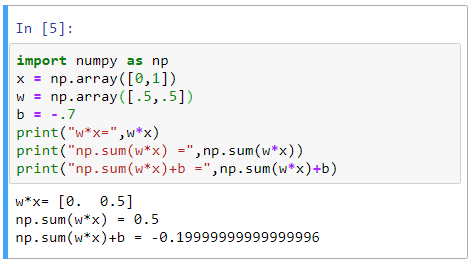 In [5]:
import numpy as np
x = np.array([0,1])
w = np.array([.5,.5])
b = -.7
print("w*x=",w*x)
print("np.sum(w*x) =",np.sum(w*x))
print("np.sum(w*x)+b =",np.sum(w*x)+b)
w*x= [0.  0.5]
np.sum(w*x) = 0.5
np.sum(w*x)+b = -0.19999999999999996